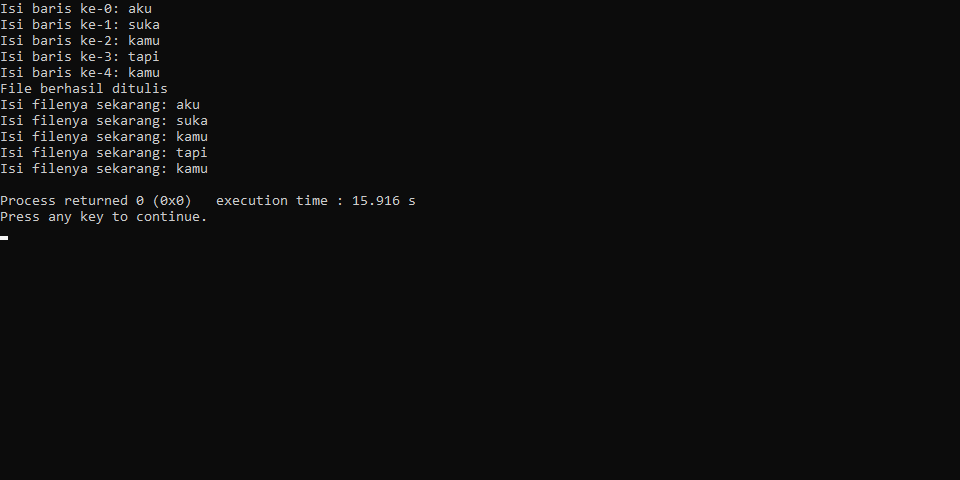 Isi baris ke-0: aku
Isi baris ke-1: suka
Isi baris ke-2: kamu
Isi baris ke-3: tapi
Isi baris ke-4: kamu
File berhasil ditulis
Isi filenya sekarang: aku
Isi filenya sekarang: suka
Isi filenya sekarang: kamu
Isi filenya sekarang: tapi
Isi filenya sekarang: kamu
Process returned 0 (0x0)   execution time : 15.916 s
Press any key to continue.